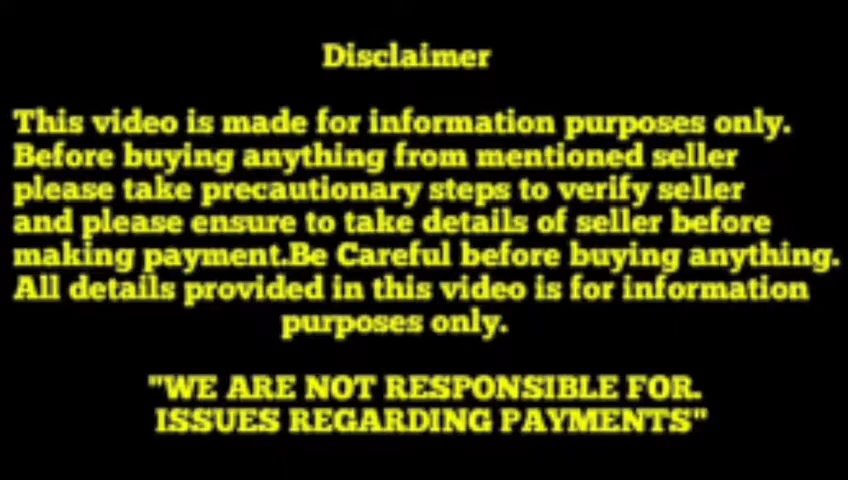 Disclaimer
This video is made for information purposes only.
Before buying anything from mentioned seller
please take precautionary steps to verify seller
and please ensure to take details of seller before
making payment.Be Careful before buying anything.
All details provided in this video is for information
purposes only.
"WE ARE NOT RESPONSIBLE FOR.
ISSUES REGARDING PAYMENTS"